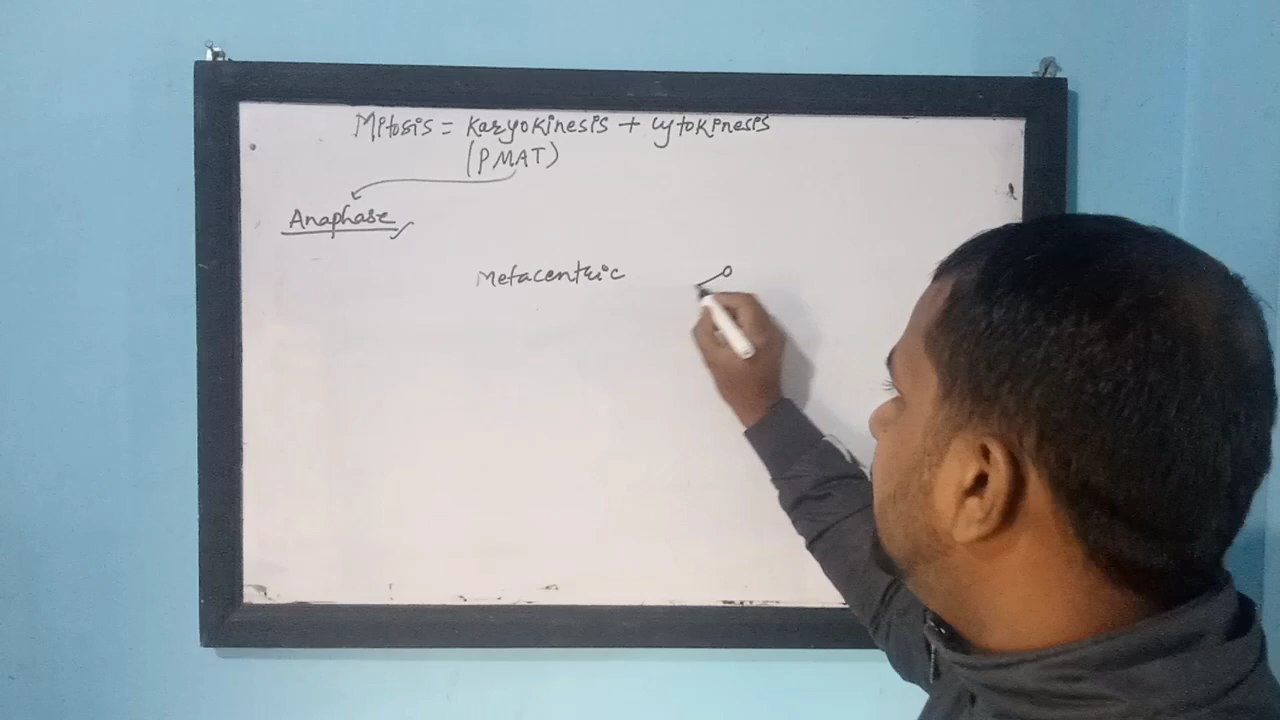 Mitosis = Karyokinesis + Cytokinesis
(PMAT)
Anaphase
Metacentric